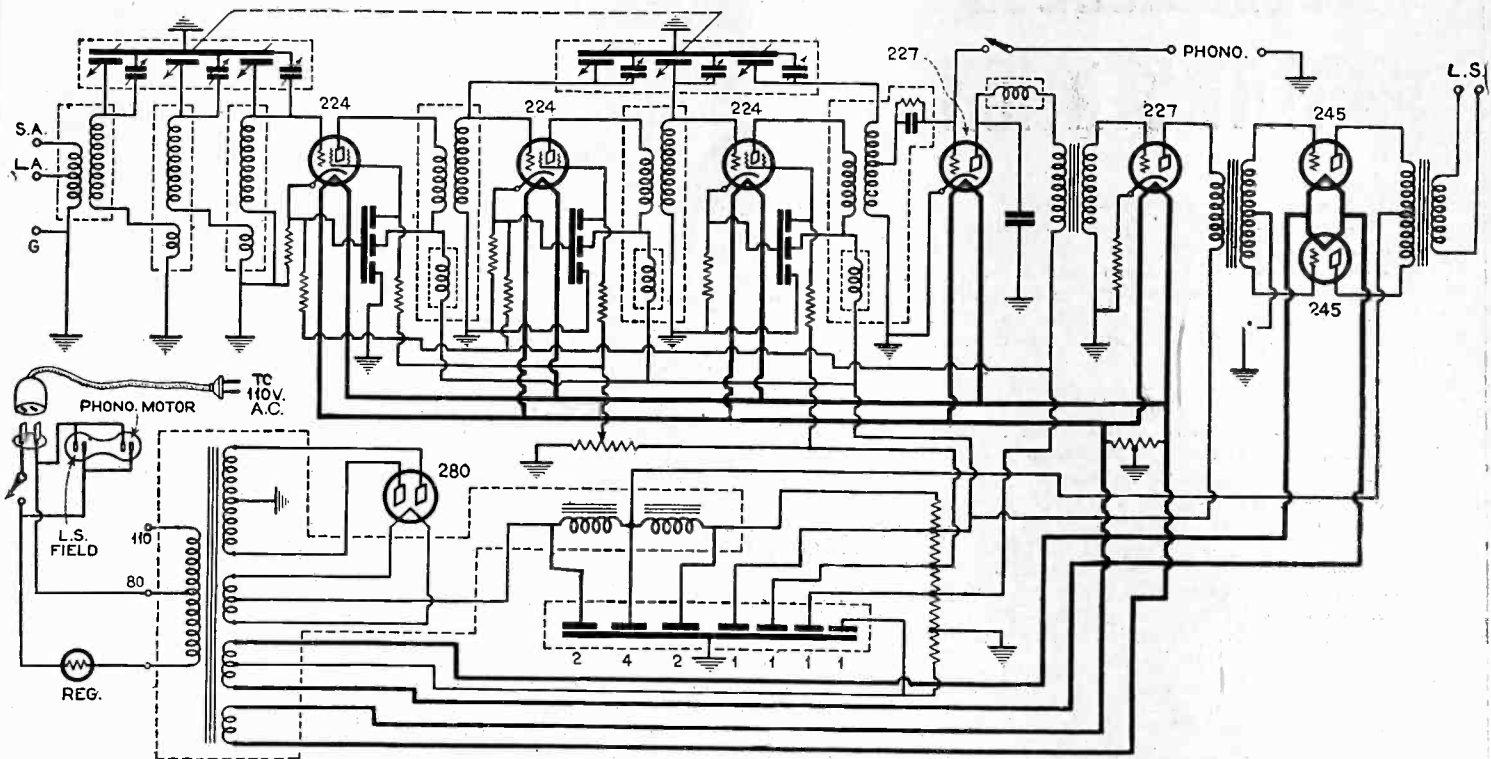 227
PHONO.
L.S.
224
224
224
227
245
S.A.
L.A.
G
245
TO
110V.
A.C.
PHONO. MOTOR
280
L.S.
FIELD
110
80
REG.
2 4 2 1 1 1 1